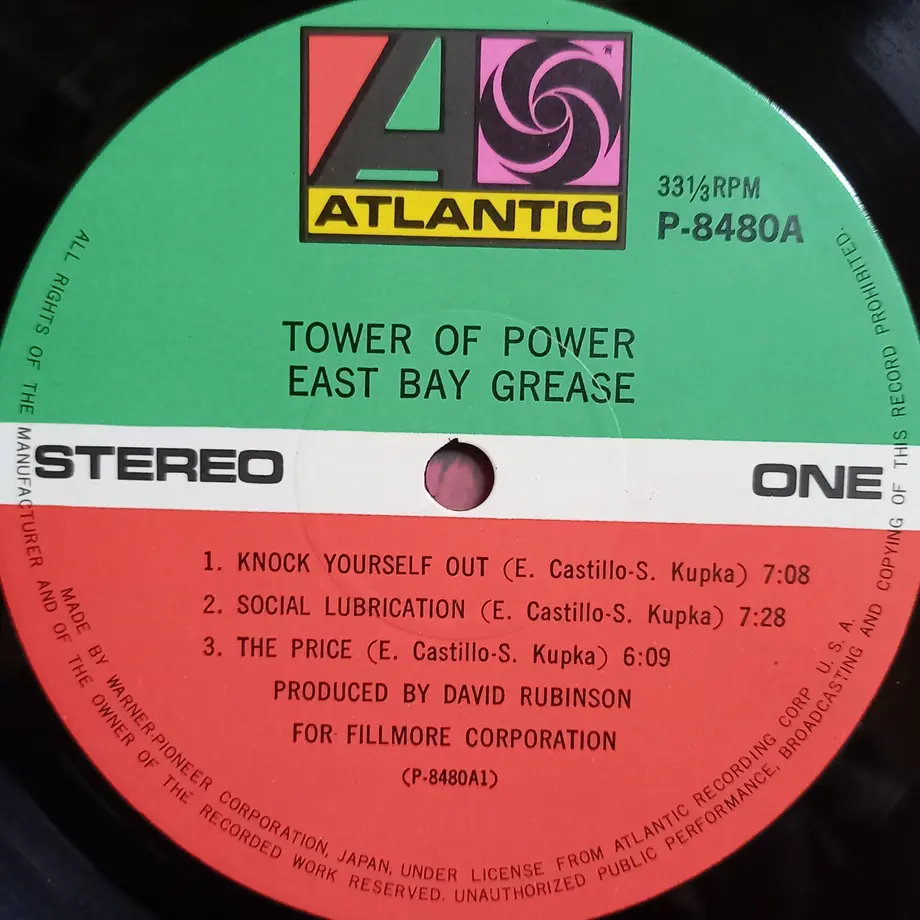 A
®
ATLANTIC
33⅓ RPM
P-8480A
TOWER OF POWER
EAST BAY GREASE
STEREO
ONE
1. KNOCK YOURSELF OUT (E. Castillo-S. Kupka) 7:08
2. SOCIAL LUBRICATION (E. Castillo-S. Kupka) 7:28
3. THE PRICE (E. Castillo-S. Kupka) 6:09
PRODUCED BY DAVID RUBINSON
FOR FILLMORE CORPORATION
(P-8480A1)
MADE BY WARNER-PIONEER CORPORATION, JAPAN, UNDER LICENSE FROM ATLANTIC RECORDING CORP. U. S. A.
ALL RIGHTS OF THE MANUFACTURER AND OF THE OWNER OF THE RECORDED WORK RESERVED. UNAUTHORIZED PUBLIC PERFORMANCE, BROADCASTING AND COPYING OF THIS RECORD PROHIBITED.